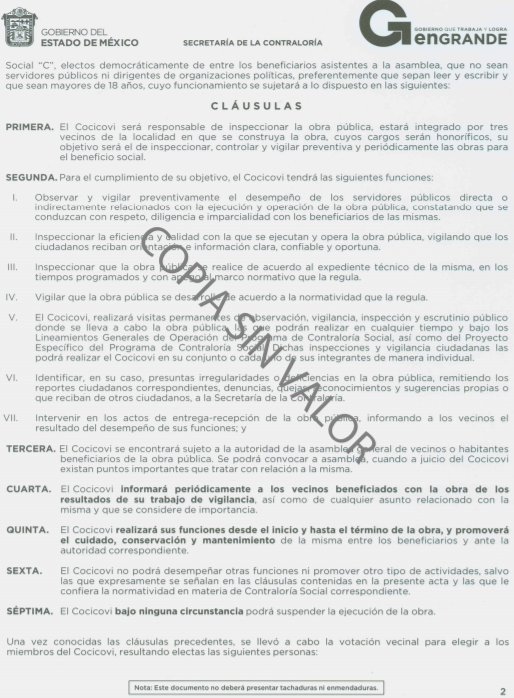 GOBIERNO DEL
ESTADO DE MÉXICO
SECRETARÍA DE LA CONTRALORÍA
GOBIERNO QUE TRABAJA Y LOGRA
GenGRANDE
Social "C", electos democráticamente de entre los beneficiarios asistentes a la asamblea, que no sean
servidores públicos ni dirigentes de organizaciones políticas, preferentemente que sepan leer y escribir y
que sean mayores de 18 años, cuyo funcionamiento se sujetará a lo dispuesto en las siguientes:
CLÁUSULAS
PRIMERA. El Cocicovi será responsable de inspeccionar la obra pública, estará integrado por tres
vecinos de la localidad en que se construya la obra, cuyos cargos serán honoríficos, su
objetivo será el de inspeccionar, controlar y vigilar preventiva y periódicamente las obras para
el beneficio social.
SEGUNDA. Para el cumplimiento de su objetivo, el Cocicovi tendrá las siguientes funciones:
I. Observar y vigilar preventivamente el desempeño de los servidores públicos directa o
indirectamente relacionados con la ejecución y operación de la obra pública, constatando que se
conduzcan con respeto, diligencia e imparcialidad con los beneficiarios de las mismas.
II. Inspeccionar la eficiencia y calidad con la que se ejecutan y opera la obra pública, vigilando que los
ciudadanos reciban orientación e información clara, confiable y oportuna.
III. Inspeccionar que la obra pública se realice de acuerdo al expediente técnico de la misma, en los
tiempos programados y con apego al marco normativo que la regula.
IV. Vigilar que la obra pública se desarrolle de acuerdo a la normatividad que la regula.
V. El Cocicovi, realizará visitas permanentes de observación, vigilancia, inspección y escrutinio público
donde se lleva a cabo la obra pública, las que podrán realizar en cualquier tiempo y bajo los
Lineamientos Generales de Operación del Programa de Contraloría Social, así como del Proyecto
Específico del Programa de Contraloría Social. Dichas inspecciones y vigilancia ciudadanas las
podrá realizar el Cocicovi en su conjunto o cada uno de sus integrantes de manera individual.
VI. Identificar, en su caso, presuntas irregularidades o deficiencias en la obra pública, remitiendo los
reportes ciudadanos correspondientes, denuncias, quejas, reconocimientos y sugerencias propias o
que reciban de otros ciudadanos, a la Secretaría de la Contraloría.
VII. Intervenir en los actos de entrega-recepción de la obra pública, informando a los vecinos el
resultado del desempeño de sus funciones; y
TERCERA. El Cocicovi se encontrará sujeto a la autoridad de la asamblea general de vecinos o habitantes
beneficiarios de la obra pública. Se podrá convocar a asamblea, cuando a juicio del Cocicovi
existan puntos importantes que tratar con relación a la misma.
CUARTA. El Cocicovi informará periódicamente a los vecinos beneficiados con la obra de los
resultados de su trabajo de vigilancia, así como de cualquier asunto relacionado con la
misma y que se considere de importancia.
QUINTA. El Cocicovi realizará sus funciones desde el inicio y hasta el término de la obra, y promoverá
el cuidado, conservación y mantenimiento de la misma entre los beneficiarios y ante la
autoridad correspondiente.
SEXTA. El Cocicovi no podrá desempeñar otras funciones ni promover otro tipo de actividades, salvo
las que expresamente se señalan en las cláusulas contenidas en la presente acta y las que le
confiera la normatividad en materia de Contraloría Social correspondiente.
SÉPTIMA. El Cocicovi bajo ninguna circunstancia podrá suspender la ejecución de la obra.
Una vez conocidas las cláusulas precedentes, se llevó a cabo la votación vecinal para elegir a los
miembros del Cocicovi, resultando electas las siguientes personas:
COPIA SIN VALOR
Nota: Este documento no deberá presentar tachaduras ni enmendaduras.
2